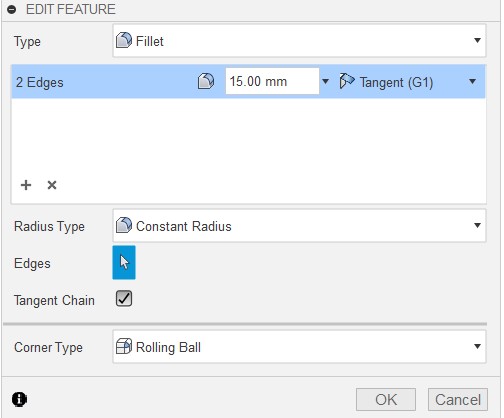 EDIT FEATURE
Type Fillet
2 Edges 15.00 mm Tangent (G1)
Radius Type Constant Radius
Edges
Tangent Chain
Corner Type Rolling Ball
OK Cancel